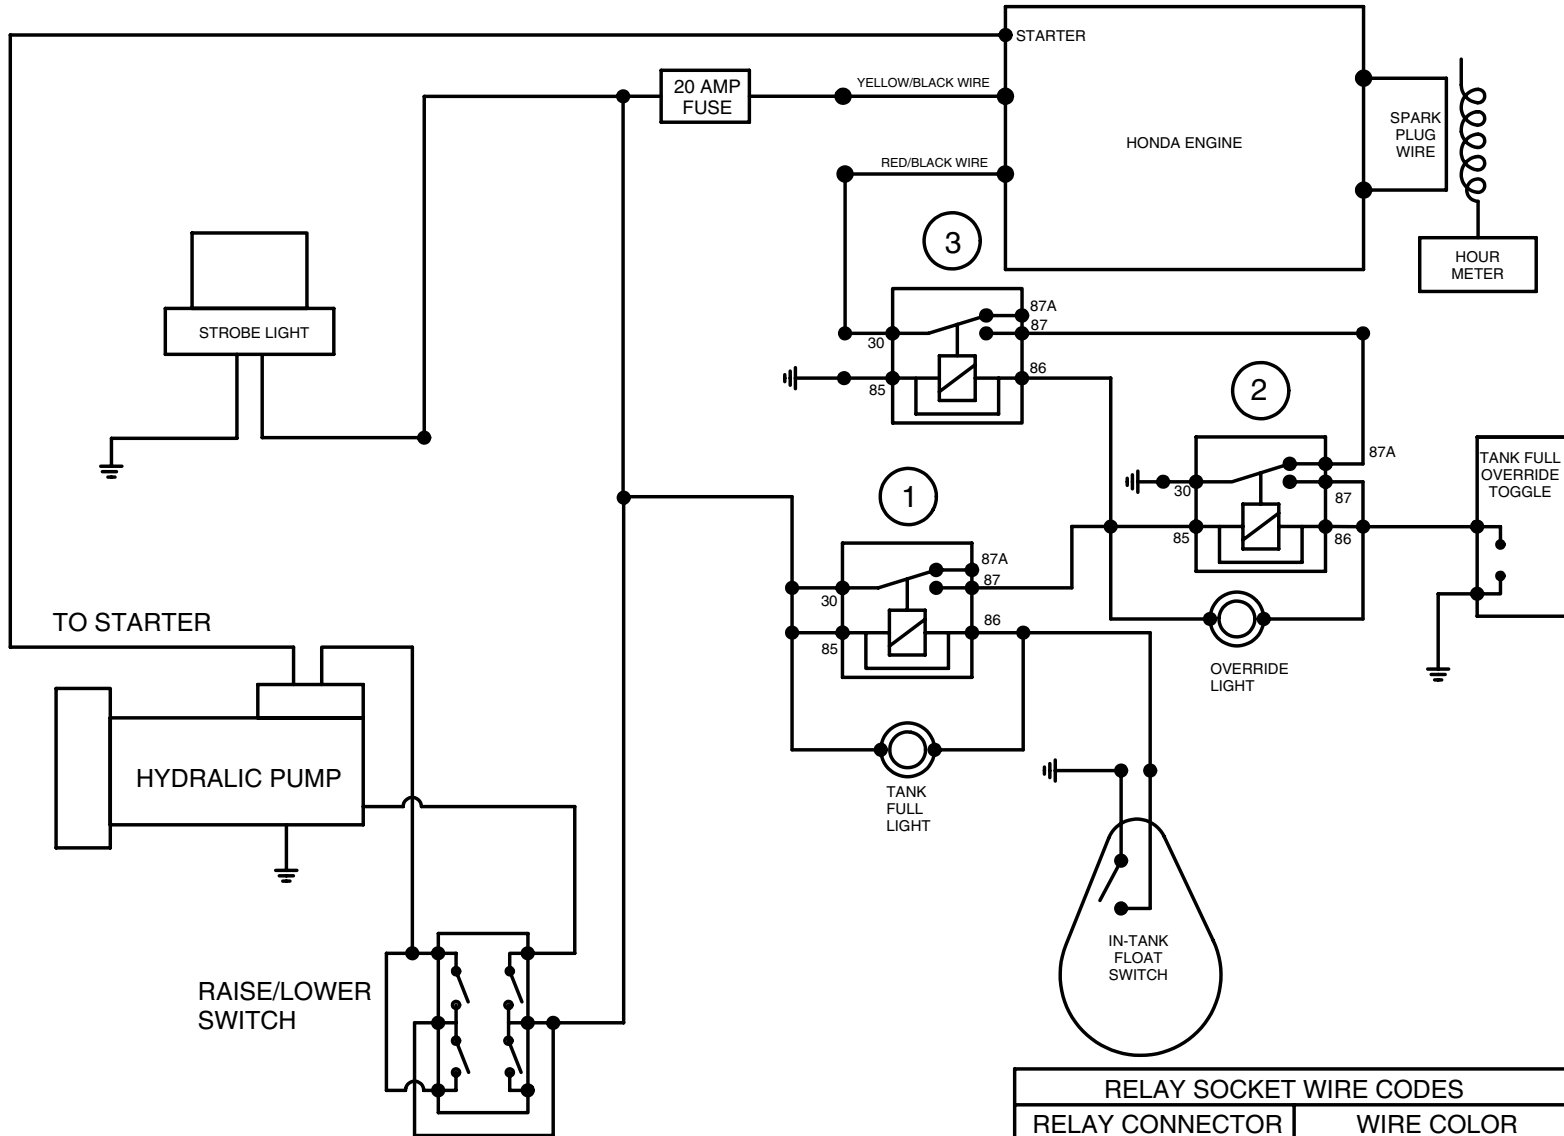 STARTER
20 AMP
FUSE
YELLOW/BLACK WIRE
RED/BLACK WIRE
HONDA ENGINE
SPARK
PLUG
WIRE
HOUR
METER
STROBE LIGHT
3
87A
87
30
86
85
2
87A
30
87
85
86
TANK FULL
OVERRIDE
TOGGLE
1
87A
87
30
86
85
OVERRIDE
LIGHT
TANK
FULL
LIGHT
TO STARTER
HYDRALIC PUMP
IN-TANK
FLOAT
SWITCH
RAISE/LOWER
SWITCH
RELAY SOCKET WIRE CODES
RELAY CONNECTOR
WIRE COLOR